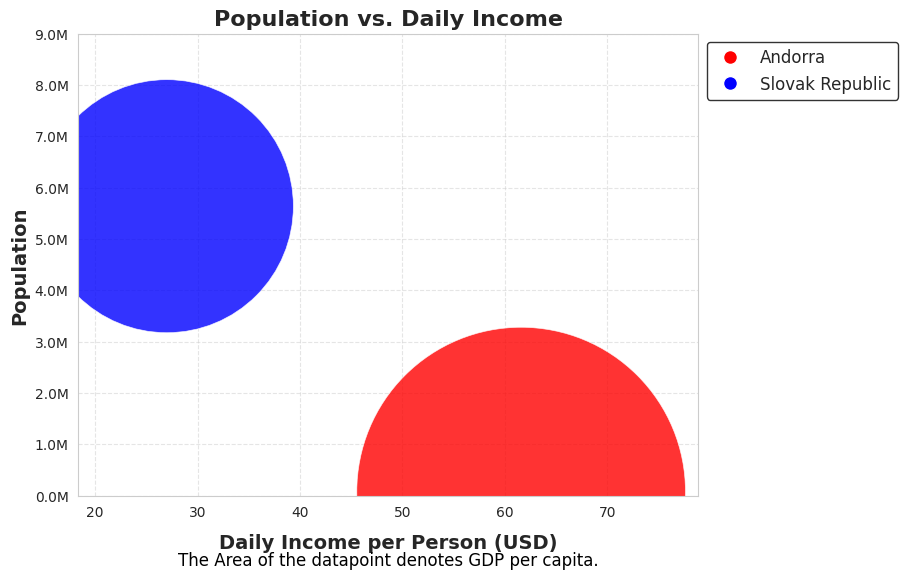 Population vs. Daily Income
9.0M
8.0M
7.0M
6.0M
5.0M
4.0M
3.0M
2.0M
1.0M
0.0M
Population
20 30 40 50 60 70
Daily Income per Person (USD)
The Area of the datapoint denotes GDP per capita.
Andorra
Slovak Republic